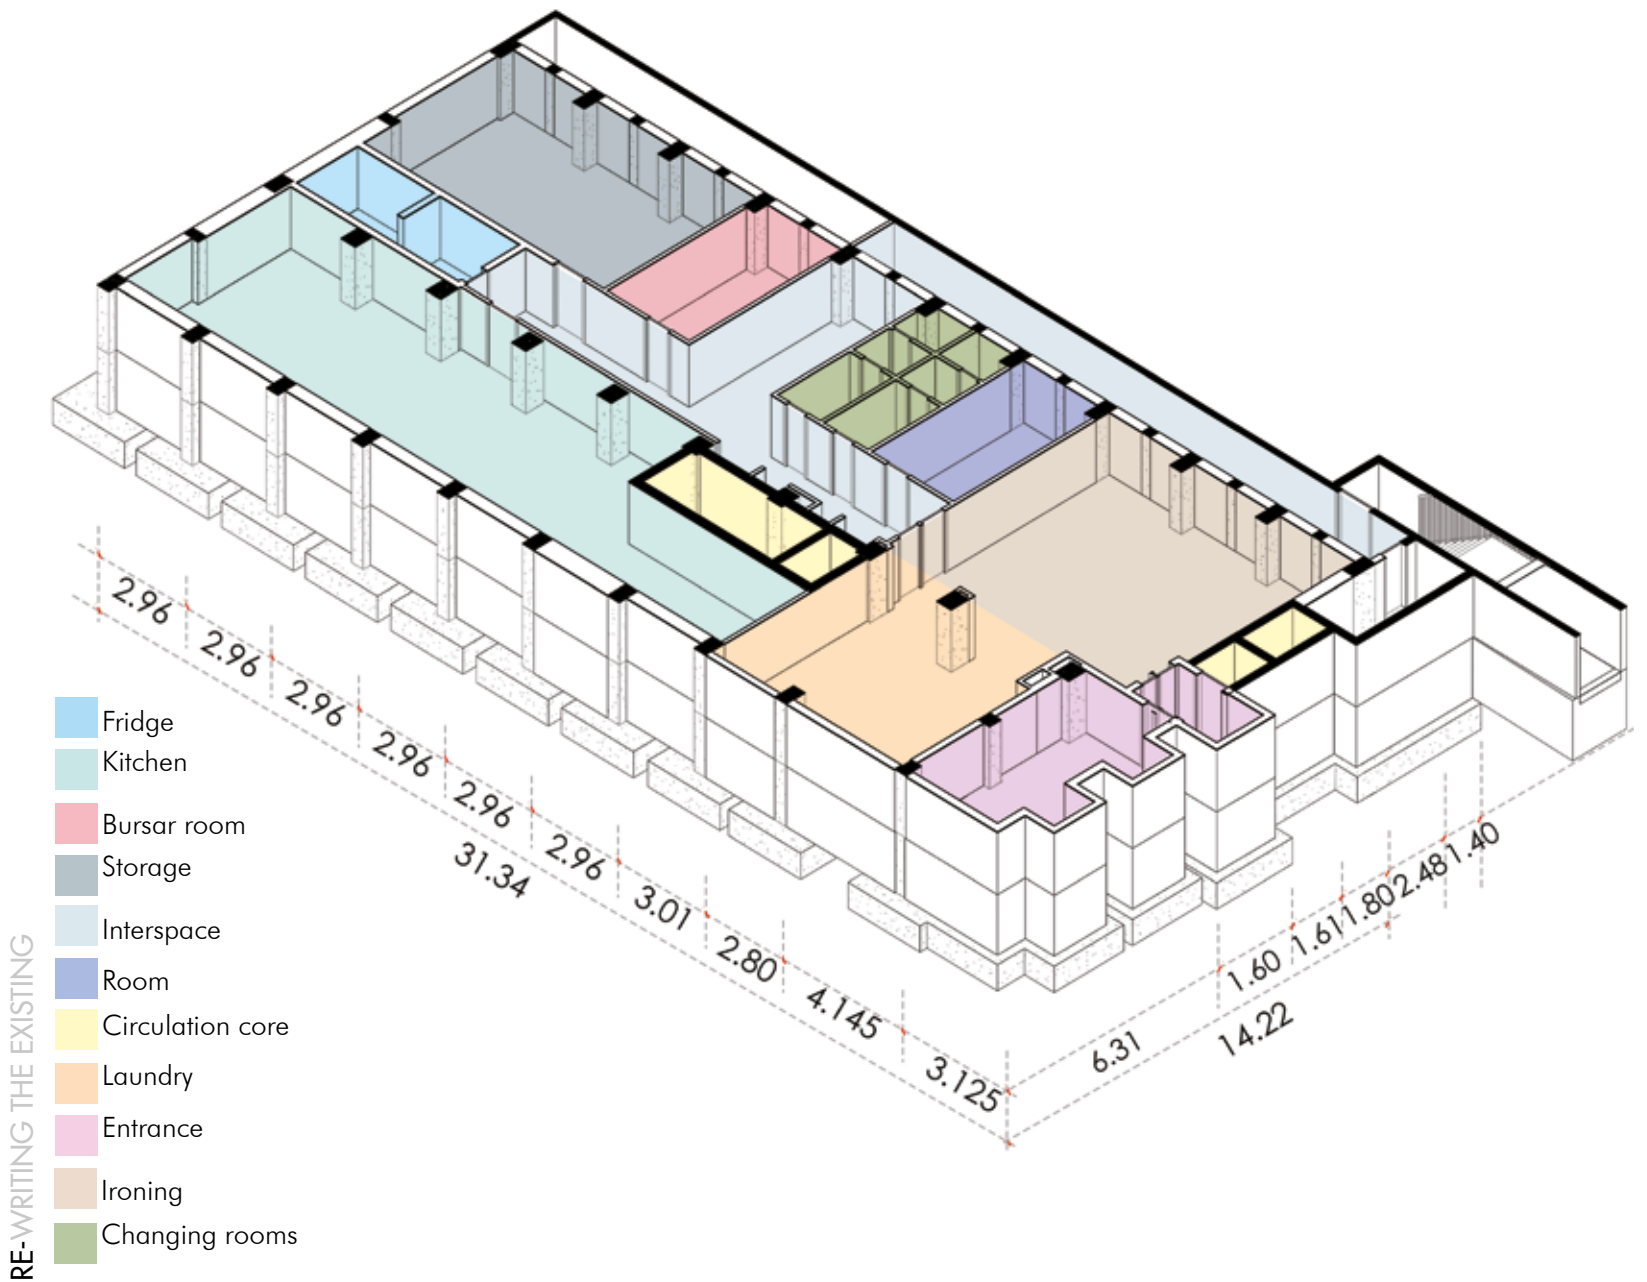 2.96
2.96
2.96
2.96
2.96
2.96
3.01
2.80
4.145
3.125
31.34
6.31
1.60
1.61
1.80
2.48
1.40
14.22
Fridge
Kitchen
Bursar room
Storage
Interspace
Room
Circulation core
Laundry
Entrance
Ironing
Changing rooms
RE-WRITING THE EXISTING